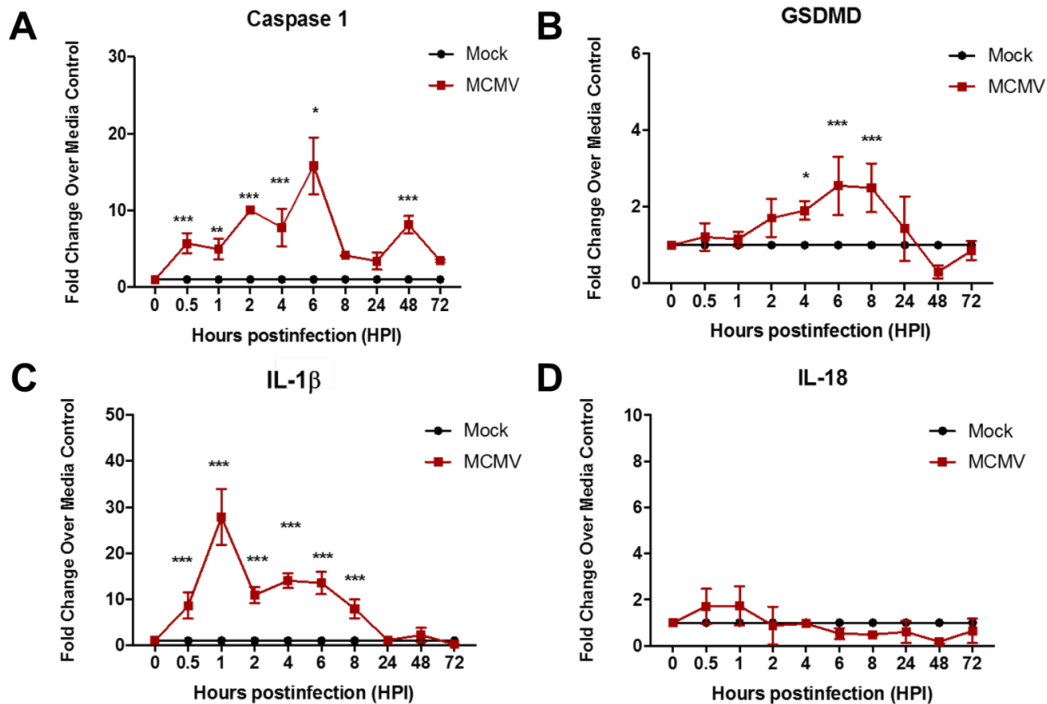 A
Caspase 1
Fold Change Over Media Control
30
20
10
0
Mock
MCMV
***
**
***
***
*
***
0 0.5 1 2 4 6 8 24 48 72
Hours postinfection (HPI)
B
GSDMD
Fold Change Over Media Control
6
4
2
0
Mock
MCMV
*
***
***
0 0.5 1 2 4 6 8 24 48 72
Hours postinfection (HPI)
C
IL-1β
Fold Change Over Media Control
50
40
30
20
10
0
Mock
MCMV
***
***
***
***
***
***
0 0.5 1 2 4 6 8 24 48 72
Hours postinfection (HPI)
D
IL-18
Fold Change Over Media Control
10
8
6
4
2
0
Mock
MCMV
0 0.5 1 2 4 6 8 24 48 72
Hours postinfection (HPI)